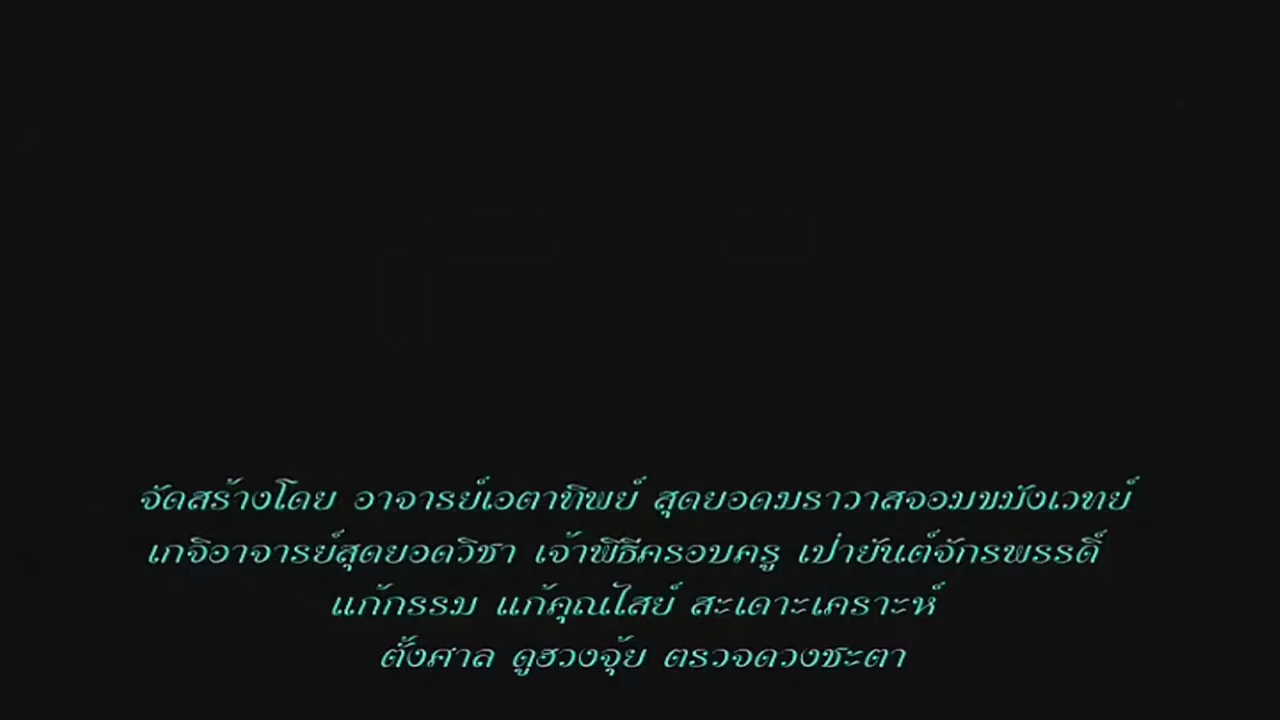 จัดสร้างโดย อาจารย์เอตาทิพย์ สุดยอดฆราวาสจอมขมังเวทย์
เกจิอาจารย์สุดยอดวิชา เจ้าพิธีครอบครู เป่ายันต์จักรพรรดิ์
แก้กรรม แก้คุณไสย์ สะเดาะเคราะห์
ตั้งศาล ดูฮวงจุ้ย ตรวจดวงชะตา